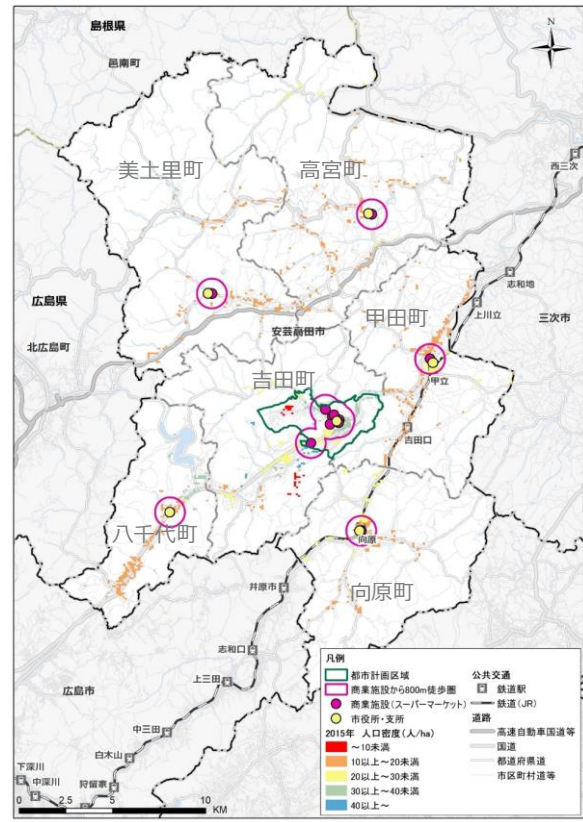 島根県
邑南町
N
西三次
美土里町
高宮町
志和地
上川立
三次市
広島県
北広島町
安芸高田市
甲田町
甲立
吉田町
吉田口
八千代町
向原
向原町
井原市
志和口
上三田
広島市
中三田
白木山
下深川
中深川
狩留家
0 2.5 5 10
KM
凡例
都市計画区域
商業施設から800m徒歩圏
商業施設(スーパーマーケット)
市役所・支所
2015年 人口密度(人/ha)
~10未満
10以上~20未満
20以上~30未満
30以上~40未満
40以上~
公共交通
鉄道駅
鉄道(JR)
道路
高速自動車国道等
国道
都道府県道
市区町村道等